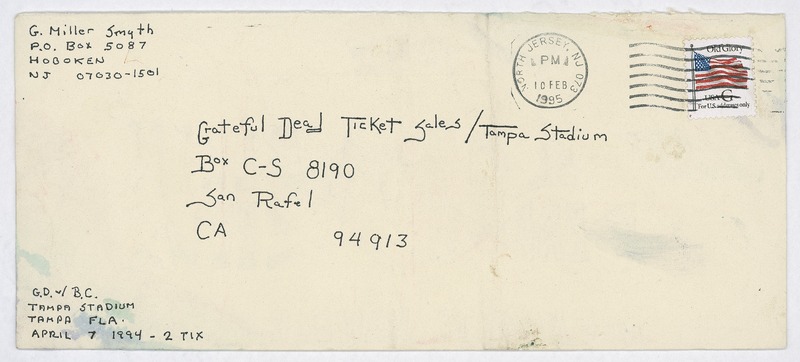 G. Miller Smyth
P.O. Box 5087
HOBOKEN
NJ 07030-1501
NORTH JERSEY, NJ 073
PM
10 FEB
1995
Old Glory
USA G
For U.S. addresses only
Grateful Dead Ticket Sales/Tampa Stadium
Box C-S 8190
San Rafel
CA 94913
G.D. w/ B.C.
TAMPA STADIUM
TAMPA FLA.
APRIL 7 1994 - 2 TIX